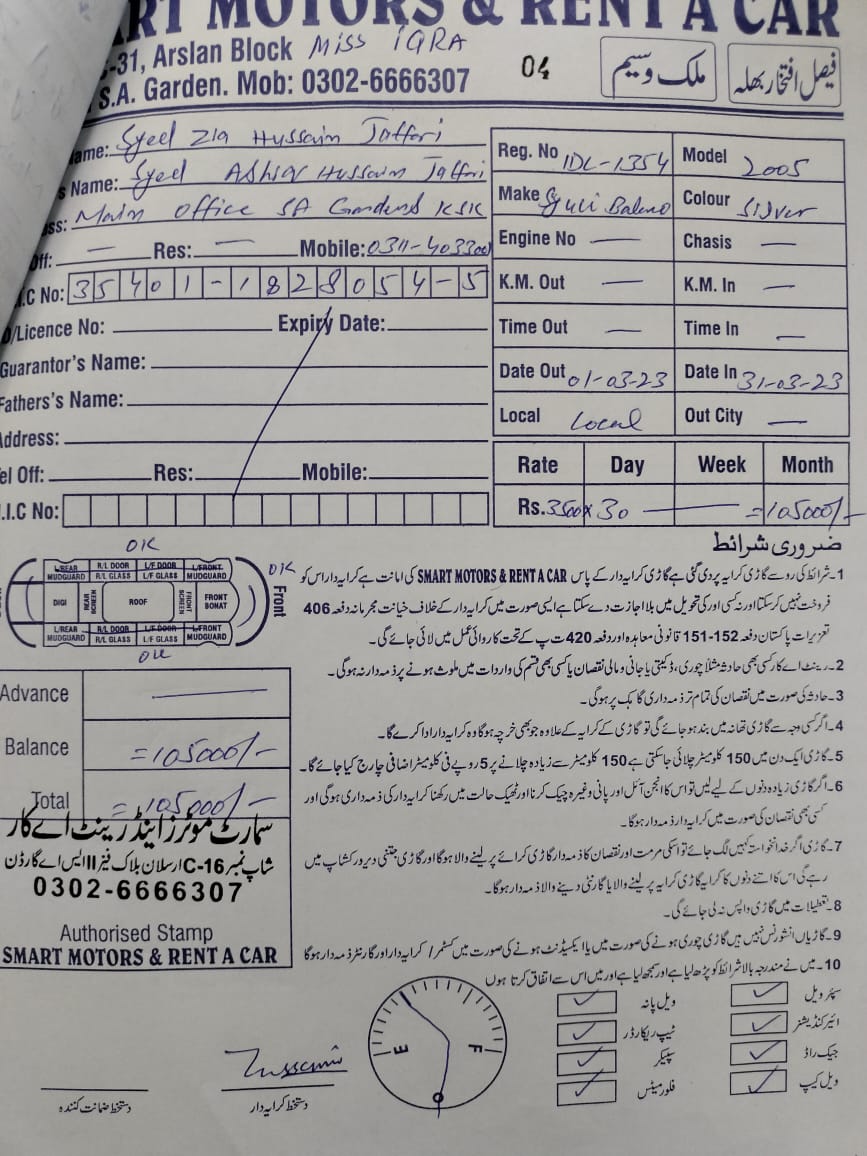 RT MOTORS & RENT A CAR
-31, Arslan Block Miss IQRA
S.A. Garden. Mob: 0302-6666307
04
ملک وسیم
فیصل افتخار بھلہ
ame: Syed Zia Hussain Jaffari
s Name: Syed Hussain Jaffri
ss: Main office SA Gardens KSK
Off: — Res: — Mobile: 0311-403300
.C No: 35401-1828054-5
/Licence No: Expiry Date:
Guarantor's Name:
Fathers's Name:
Address:
el Off: Res: Mobile:
.I.C No:
Reg. No IDL-1354 Model 2005
Make Baleno Colour Silver
Engine No — Chasis —
K.M. Out — K.M. In —
Time Out — Time In —
Date Out 01-03-23 Date In 31-03-23
Local Local Out City —
Rate Day Week Month
Rs. 3500 x 30 — =105000/-
ضروری شرائط
1۔ شرائط کی رو سے گاڑی کرایہ پر دی گئی ہے گاڑی کرایہ دار کے پاس SMART MOTORS & RENT A CAR کی امانت ہے کرایہ دار اس کو
فروخت نہیں کر سکتا اور نہ کسی اور کی تحویل میں بلا اجازت دے سکتا ہے ایسی صورت میں کرایہ دار کے خلاف خیانت مجرمانہ دفعہ 406
تعزیرات پاکستان دفعہ 152-151 قانونی معاہدہ اور دفعہ 420 ت پ کے تحت کاروائی عمل میں لائی جائے گی۔
2۔ رینٹ اے کار کسی بھی حادثہ مثلاً چوری، ڈکیتی یا جانی و مالی نقصان یا کسی بھی قسم کی واردات میں ملوث ہونے پر ذمہ دار نہ ہوگی۔
3۔ حادثہ کی صورت میں نقصان کی تمام تر ذمہ داری گاہک پر ہوگی۔
4۔ اگر کسی وجہ سے گاڑی تھانہ میں بند ہو جائے گی تو گاڑی کے کرایہ کے علاوہ جو بھی خرچہ ہوگا وہ کرایہ دار ادا کرے گا۔
5۔ گاڑی ایک دن میں 150 کلومیٹر چلائی جاسکتی ہے 150 کلومیٹر سے زیادہ چلانے پر 5 روپے فی کلومیٹر اضافی چارج کیا جائے گا۔
6۔ اگر گاڑی زیادہ دنوں کے لیے لیں تو اس کا انجن آئل اور پانی وغیرہ چیک کرنا اور ٹھیک حالت میں رکھنا کرایہ دار کی ذمہ داری ہوگی اور
کسی بھی نقصان کی صورت میں کرایہ دار ذمہ دار ہوگا۔
7۔ گاڑی اگر خدانخواستہ کہیں لگ جائے تو اسکی مرمت اور نقصان کا ذمہ دار گاڑی کرائے پر لینے والا ہوگا اور گاڑی جتنی دیر ورکشاپ میں
رہے گی اس کا اتنے دنوں کا کرایہ گاڑی کرایہ پر لینے والا یا گارنٹی دینے والا ذمہ دار ہوگا۔
8۔ تعطیلات میں گاڑی واپس نہ لی جائے گی۔
9۔ گاڑیاں انشورنس نہیں ہیں گاڑی چوری ہونے کی صورت میں یا ایکسیڈنٹ ہونے کی صورت میں کسٹمر / کرایہ دار اور گارنٹر ذمہ دار ہوگا
10۔ میں نے مندرجہ بالا شرائط کو پڑھ لیا ہے اور سمجھ لیا ہے اور میں اس سے اتفاق کرتا ہوں
OK
OK
L/REAR MUDGUARD R/L DOOR R/L GLASS L/F DOOR L/F GLASS L/FRONT MUDGUARD
DIGI REAR SCREEN ROOF FRONT SCREEN FRONT BONAT
Front
L/REAR MUDGUARD R/L DOOR R/L GLASS L/F DOOR L/F GLASS L/FRONT MUDGUARD
OK
Advance —
Balance =105000/-
Total =105000/-
سمارٹ موٹرز اینڈ رینٹ اے کار
شاپ نمبر C-16 ارسلان بلاک فیز II ایس اے گارڈن
0302-6666307
Authorised Stamp
SMART MOTORS & RENT A CAR
E F
سپئر ویل ✓ ویل پانہ ✓
ائیر کنڈیشنر ✓ ٹیپ ریکارڈر ✓
جیک راڈ ✓ سپیکر ✓
ویل کیپ ✓ فلور میٹس ✓
Hussain
دستخط کرایہ دار
دستخط ضمانت کنندہ